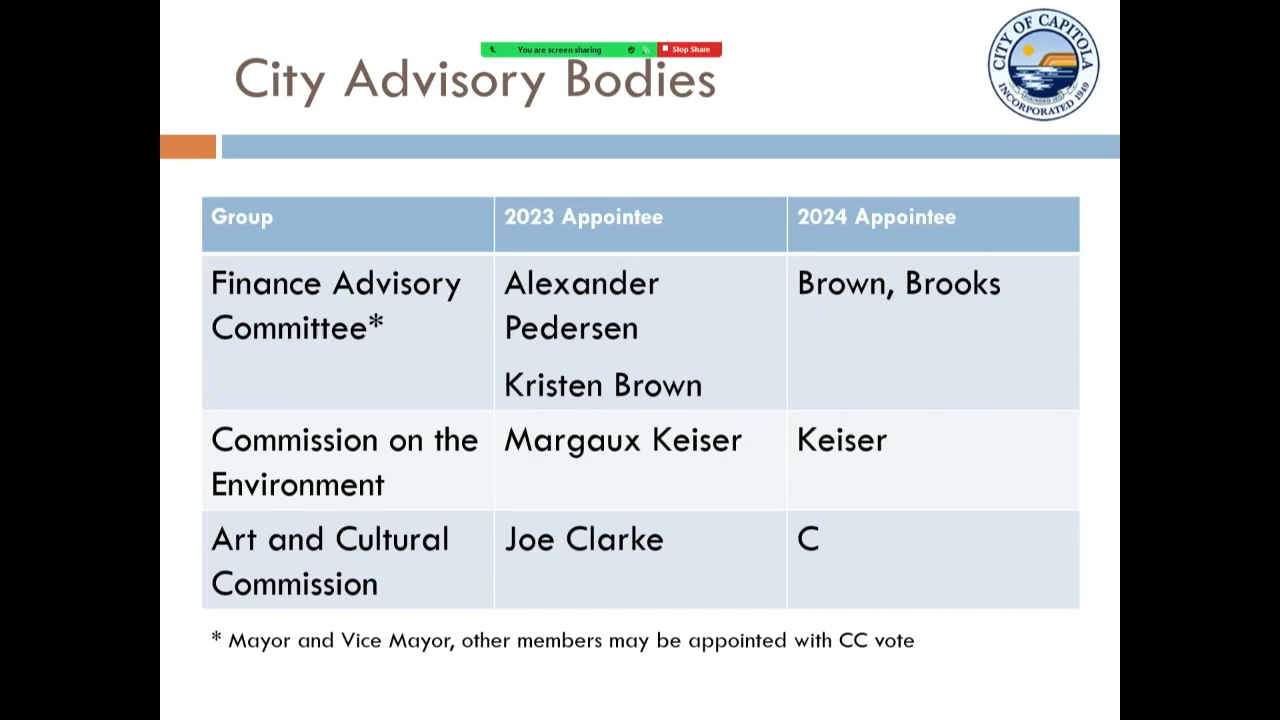 You are screen sharing
Stop Share
City Advisory Bodies
CITY OF CAPITOLA
INCORPORATED 1949
Group 2023 Appointee 2024 Appointee
Finance Advisory Committee*
Alexander Pedersen
Kristen Brown
Brown, Brooks
Commission on the Environment
Margaux Keiser
Keiser
Art and Cultural Commission
Joe Clarke
C
* Mayor and Vice Mayor, other members may be appointed with CC vote